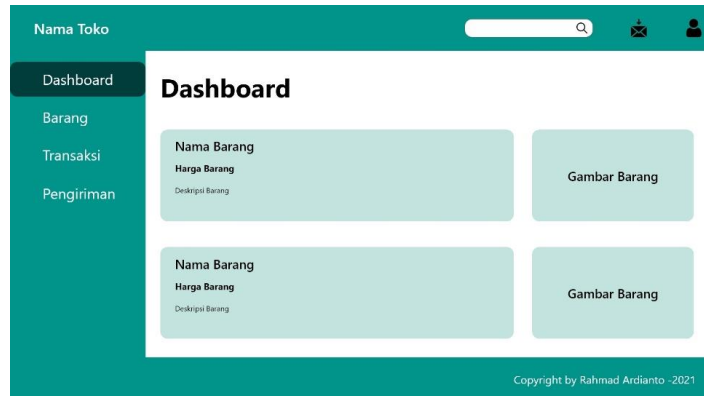 Nama Toko
Dashboard
Barang
Transaksi
Pengiriman
Dashboard
Nama Barang
Harga Barang
Deskripsi Barang
Gambar Barang
Nama Barang
Harga Barang
Deskripsi Barang
Gambar Barang
Copyright by Rahmad Ardianto -2021